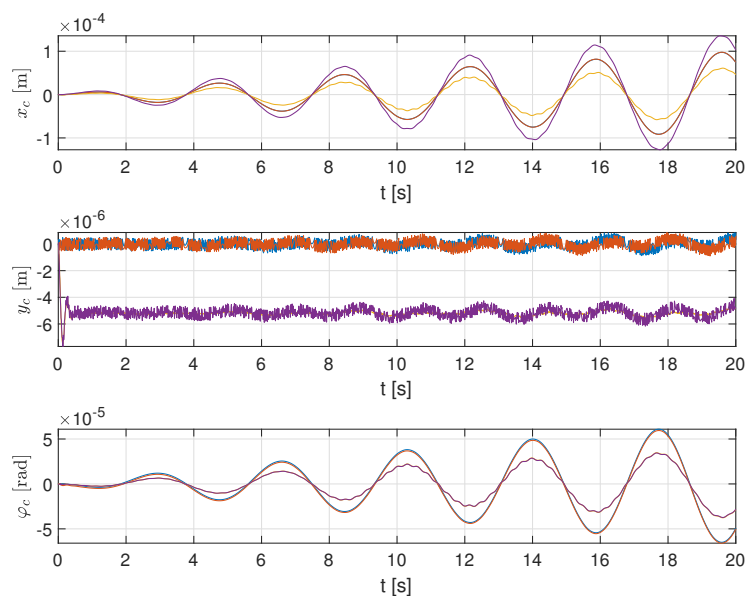 ×10⁻⁴
1
0
-1
x_c [m]
0 2 4 6 8 10 12 14 16 18 20
t [s]
×10⁻⁶
0
-2
-4
-6
y_c [m]
0 2 4 6 8 10 12 14 16 18 20
t [s]
×10⁻⁵
5
0
-5
φ_c [rad]
0 2 4 6 8 10 12 14 16 18 20
t [s]